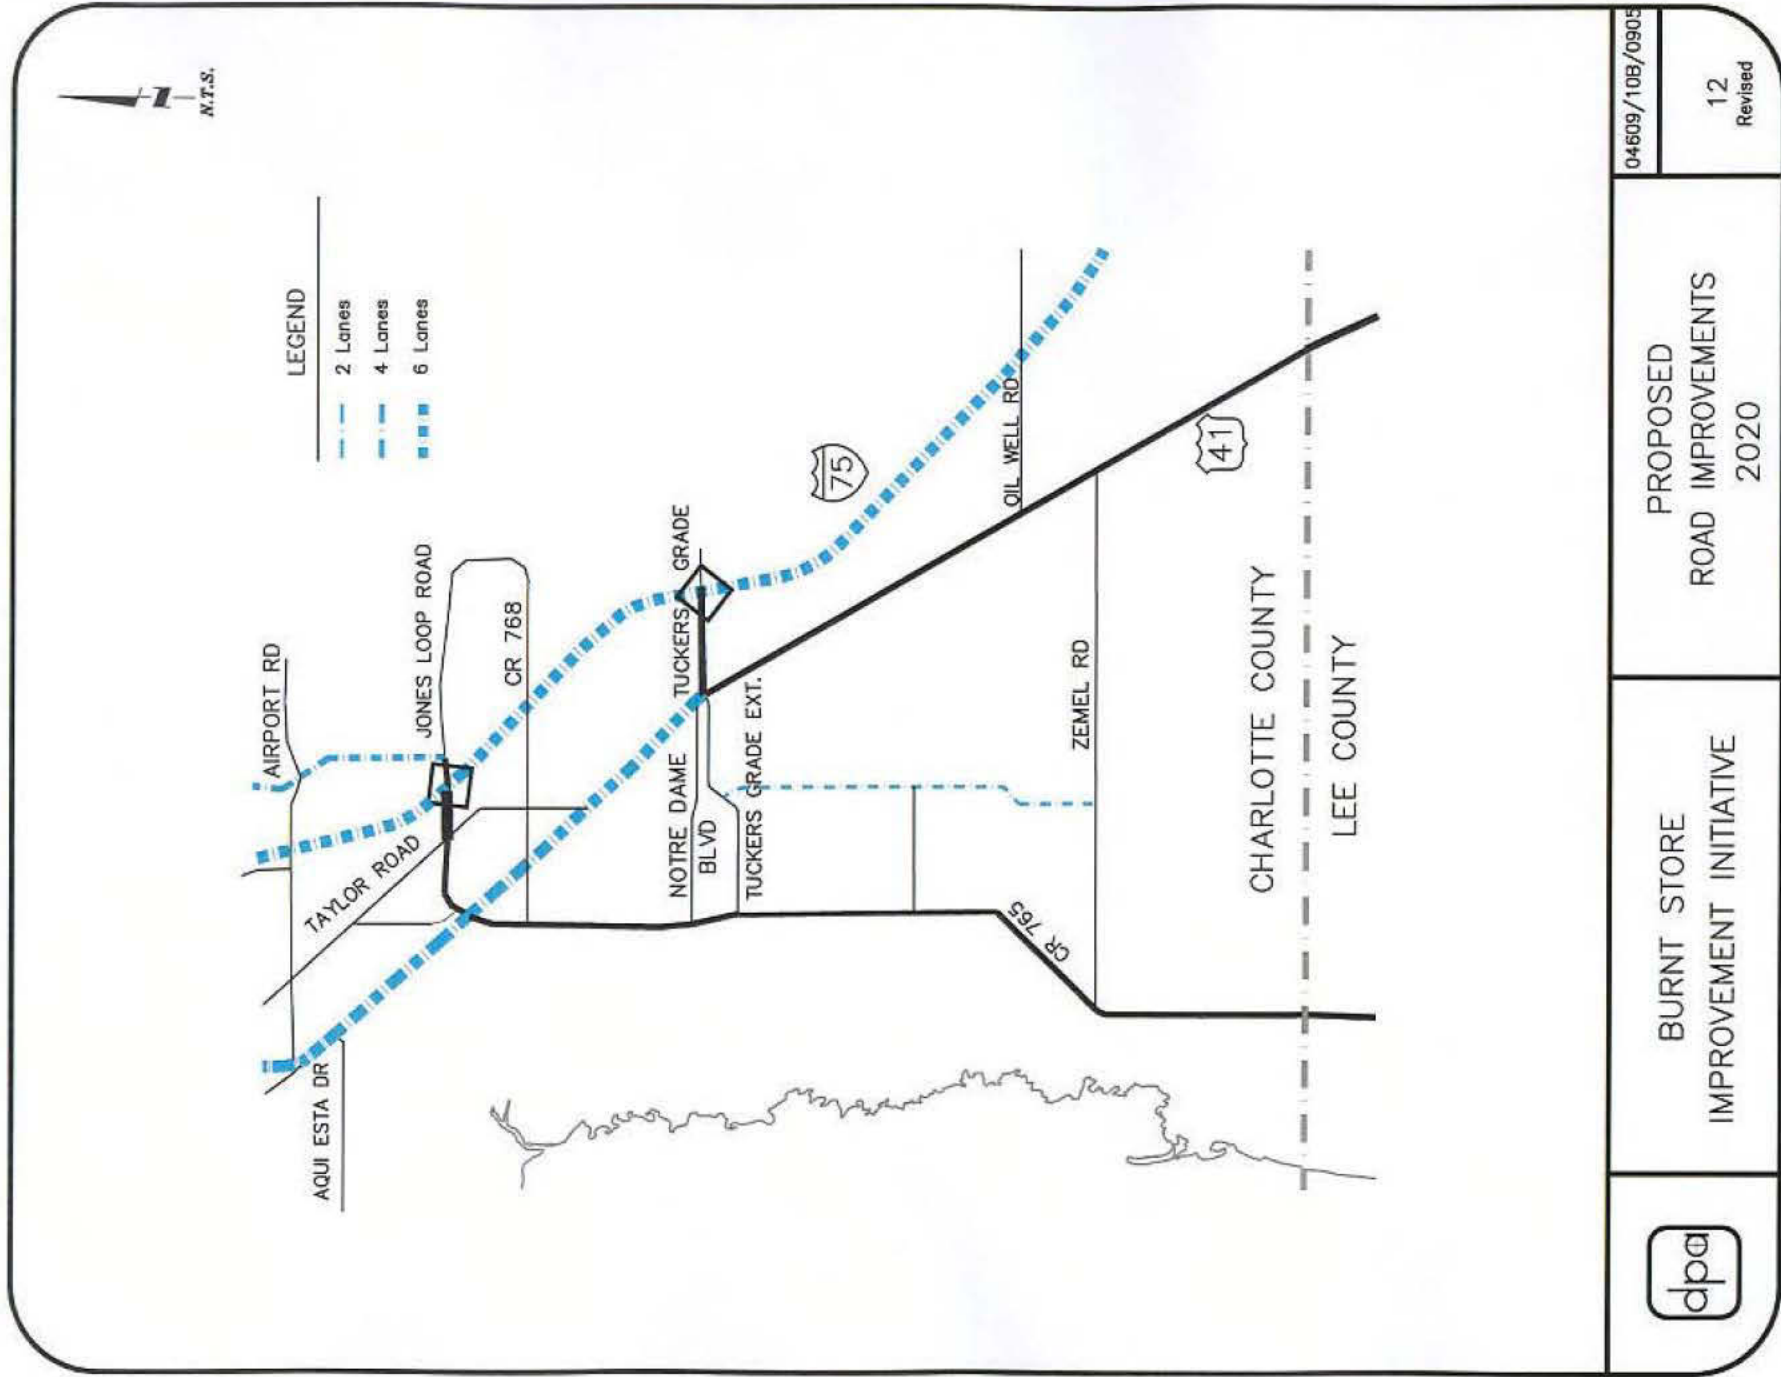 N.T.S.
LEGEND
2 Lanes
4 Lanes
6 Lanes
AIRPORT RD
JONES LOOP ROAD
CR 768
TAYLOR ROAD
AQUI ESTA DR
NOTRE DAME
BLVD
TUCKERS GRADE
TUCKERS GRADE EXT.
75
OIL WELL RD
41
ZEMEL RD
CR 765
CHARLOTTE COUNTY
LEE COUNTY
dpa
BURNT STORE
IMPROVEMENT INITIATIVE
PROPOSED
ROAD IMPROVEMENTS
2020
04609/10B/0905
12
Revised